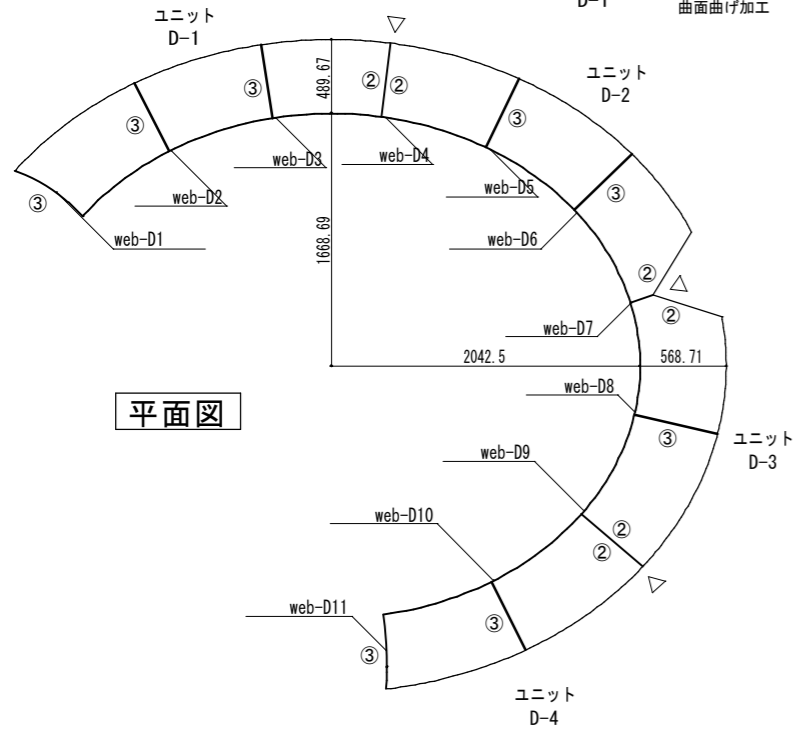 D-1
曲面曲げ加工
ユニット
D-1
489.67
③
③
②
②
ユニット
D-2
③
③
web-D3
web-D4
web-D5
web-D2
③
web-D6
web-D1
1668.69
②
②
web-D7
2042.5
568.71
web-D8
平面図
③
ユニット
D-3
web-D9
web-D10
②
②
web-D11
③
③
ユニット
D-4